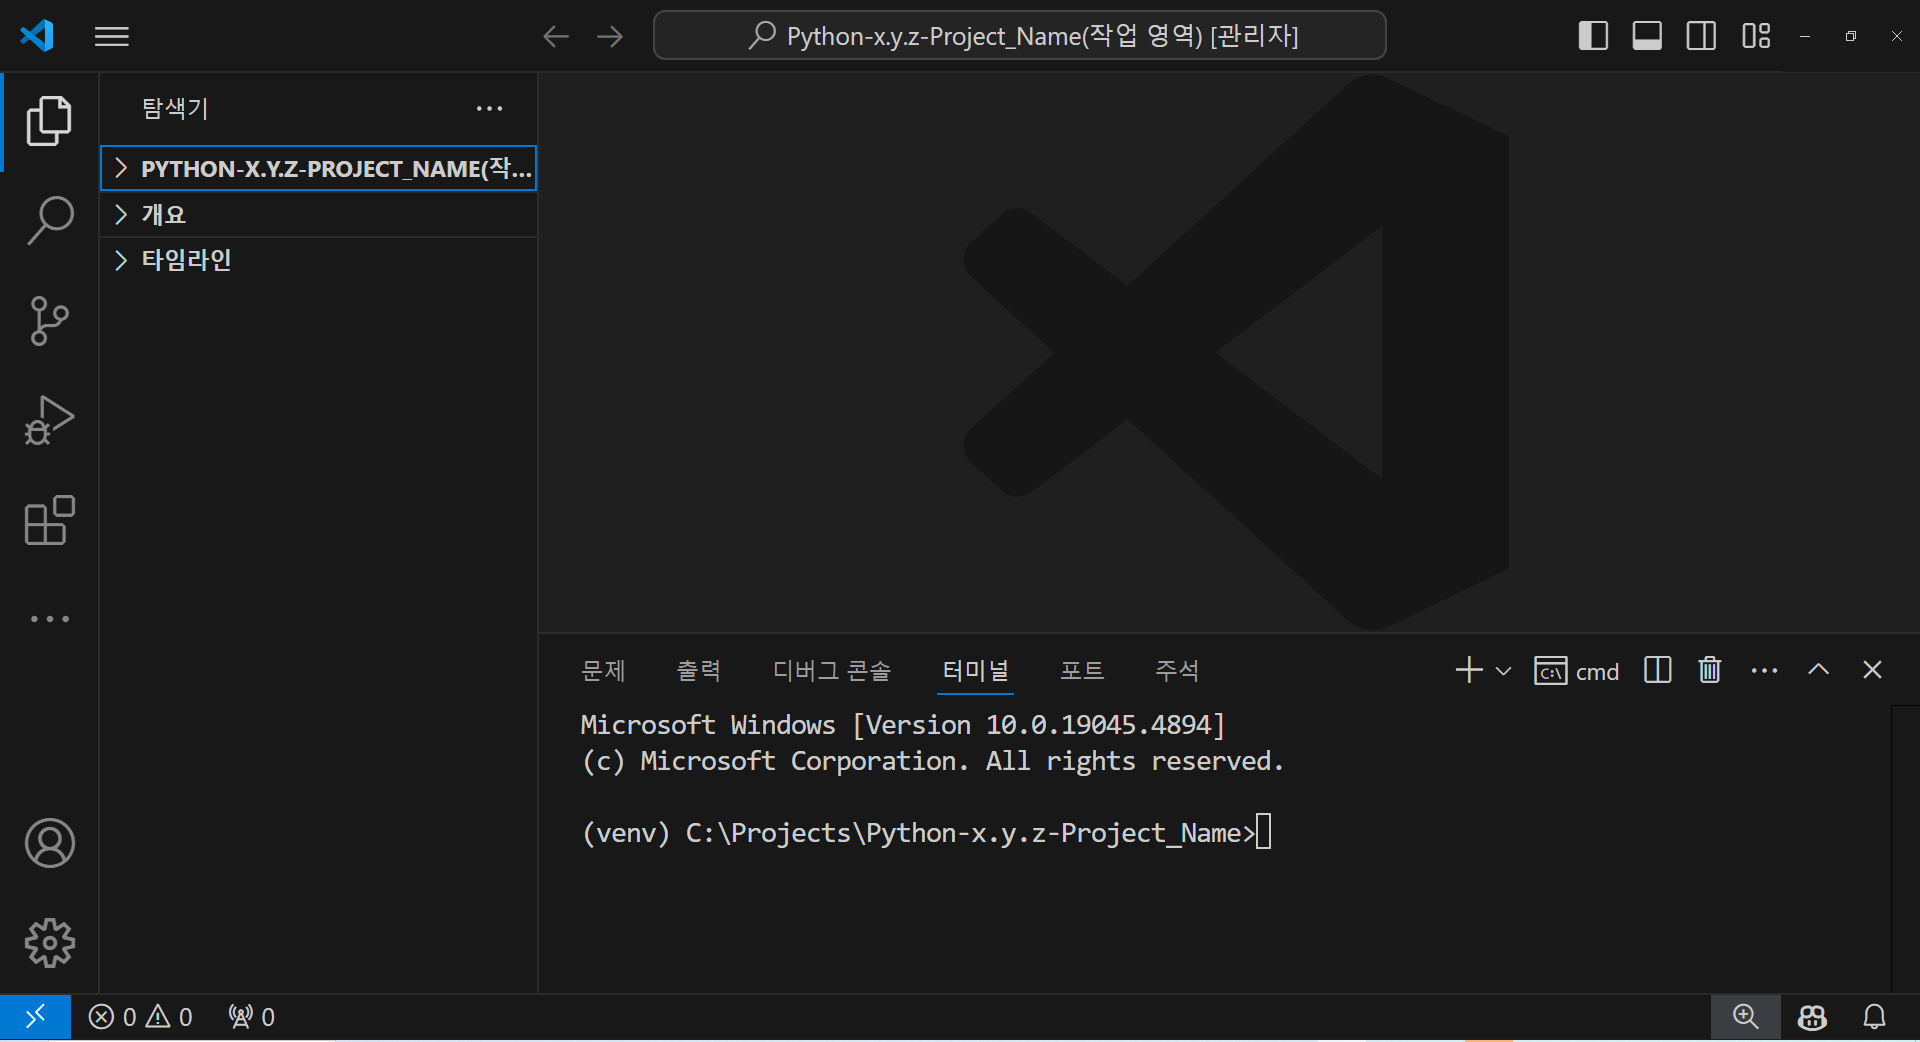 Python-x.y.z-Project_Name(작업 영역) [관리자]
탐색기
PYTHON-X.Y.Z-PROJECT_NAME(작...
개요
타임라인
문제 출력 디버그 콘솔 터미널 포트 주석
cmd
Microsoft Windows [Version 10.0.19045.4894]
(c) Microsoft Corporation. All rights reserved.
(venv) C:\Projects\Python-x.y.z-Project_Name>
0 0 0